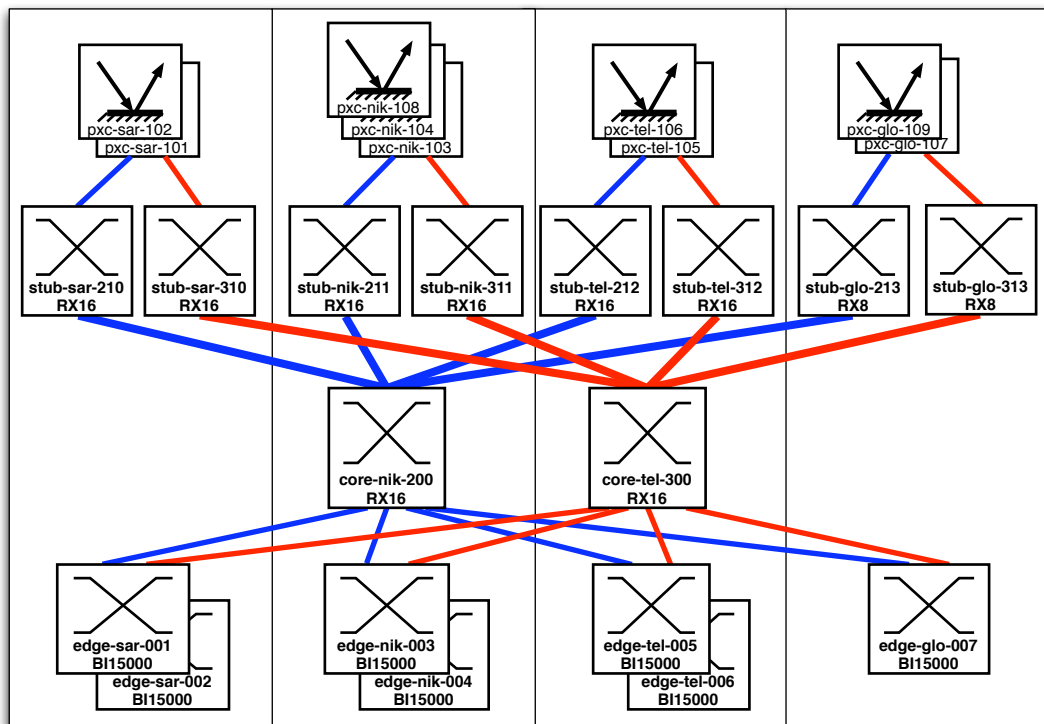 pxc-sar-102
pxc-sar-101
pxc-nik-108
pxc-nik-104
pxc-nik-103
pxc-tel-106
pxc-tel-105
pxc-glo-109
pxc-glo-107
stub-sar-210
RX16
stub-sar-310
RX16
stub-nik-211
RX16
stub-nik-311
RX16
stub-tel-212
RX16
stub-tel-312
RX16
stub-glo-213
RX8
stub-glo-313
RX8
core-nik-200
RX16
core-tel-300
RX16
edge-sar-001
BI15000
edge-sar-002
BI15000
edge-nik-003
BI15000
edge-nik-004
BI15000
edge-tel-005
BI15000
edge-tel-006
BI15000
edge-glo-007
BI15000